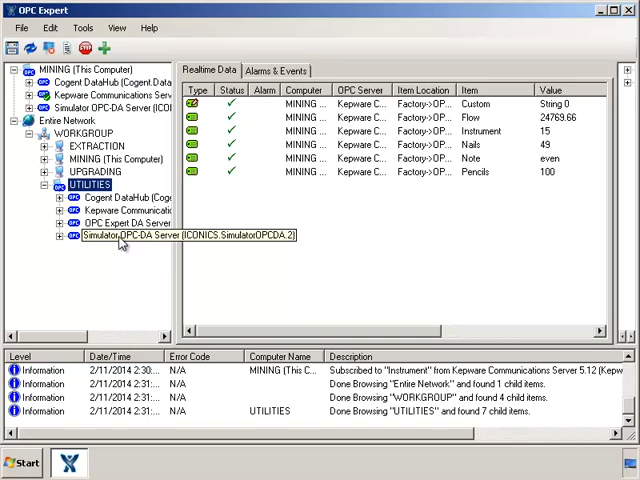 OPC Expert
File Edit Tools View Help
STOP
MINING (This Computer)
Cogent DataHub (Cogent.Data
Kepware Communications Serv
Simulator OPC-DA Server (ICO
Entire Network
WORKGROUP
EXTRACTION
MINING (This Computer)
UPGRADING
UTILITIES
Cogent DataHub (Cog
Kepware Communicati
OPC Expert DA Server
Simulator OPC-DA Server (ICONICS.SimulatorOPCDA.2)
Realtime Data Alarms & Events
Type Status Alarm Computer OPC Server Item Location Item Value
MINING ... Kepware C... Factory->OP... Custom String 0
MINING ... Kepware C... Factory->OP... Flow 24769.66
MINING ... Kepware C... Factory->OP... Instrument 15
MINING ... Kepware C... Factory->OP... Nails 49
MINING ... Kepware C... Factory->OP... Note even
MINING ... Kepware C... Factory->OP... Pencils 100
Level Date/Time Error Code Computer Name Description
Information 2/11/2014 2:30:... N/A MINING (This C... Subscribed to "Instrument" from Kepware Communications Server 5.12 (Kepw
Information 2/11/2014 2:31:... N/A Done Browsing "Entire Network" and found 1 child items.
Information 2/11/2014 2:31:... N/A Done Browsing "WORKGROUP" and found 4 child items.
Information 2/11/2014 2:31:... N/A UTILITIES Done Browsing "UTILITIES" and found 7 child items.
Start